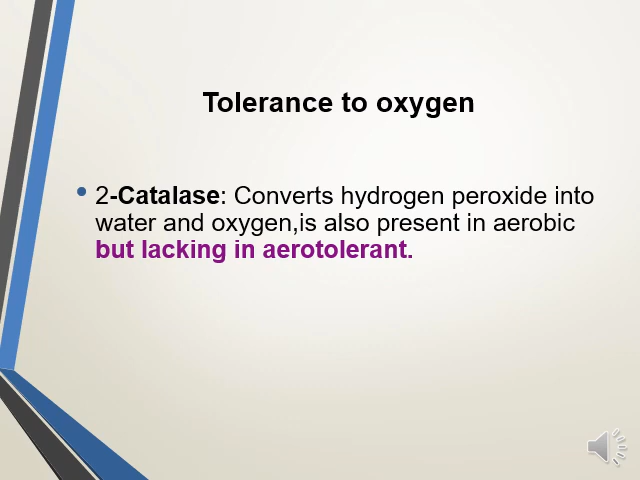 Tolerance to oxygen
• 2-Catalase: Converts hydrogen peroxide into
water and oxygen,is also present in aerobic
but lacking in aerotolerant.